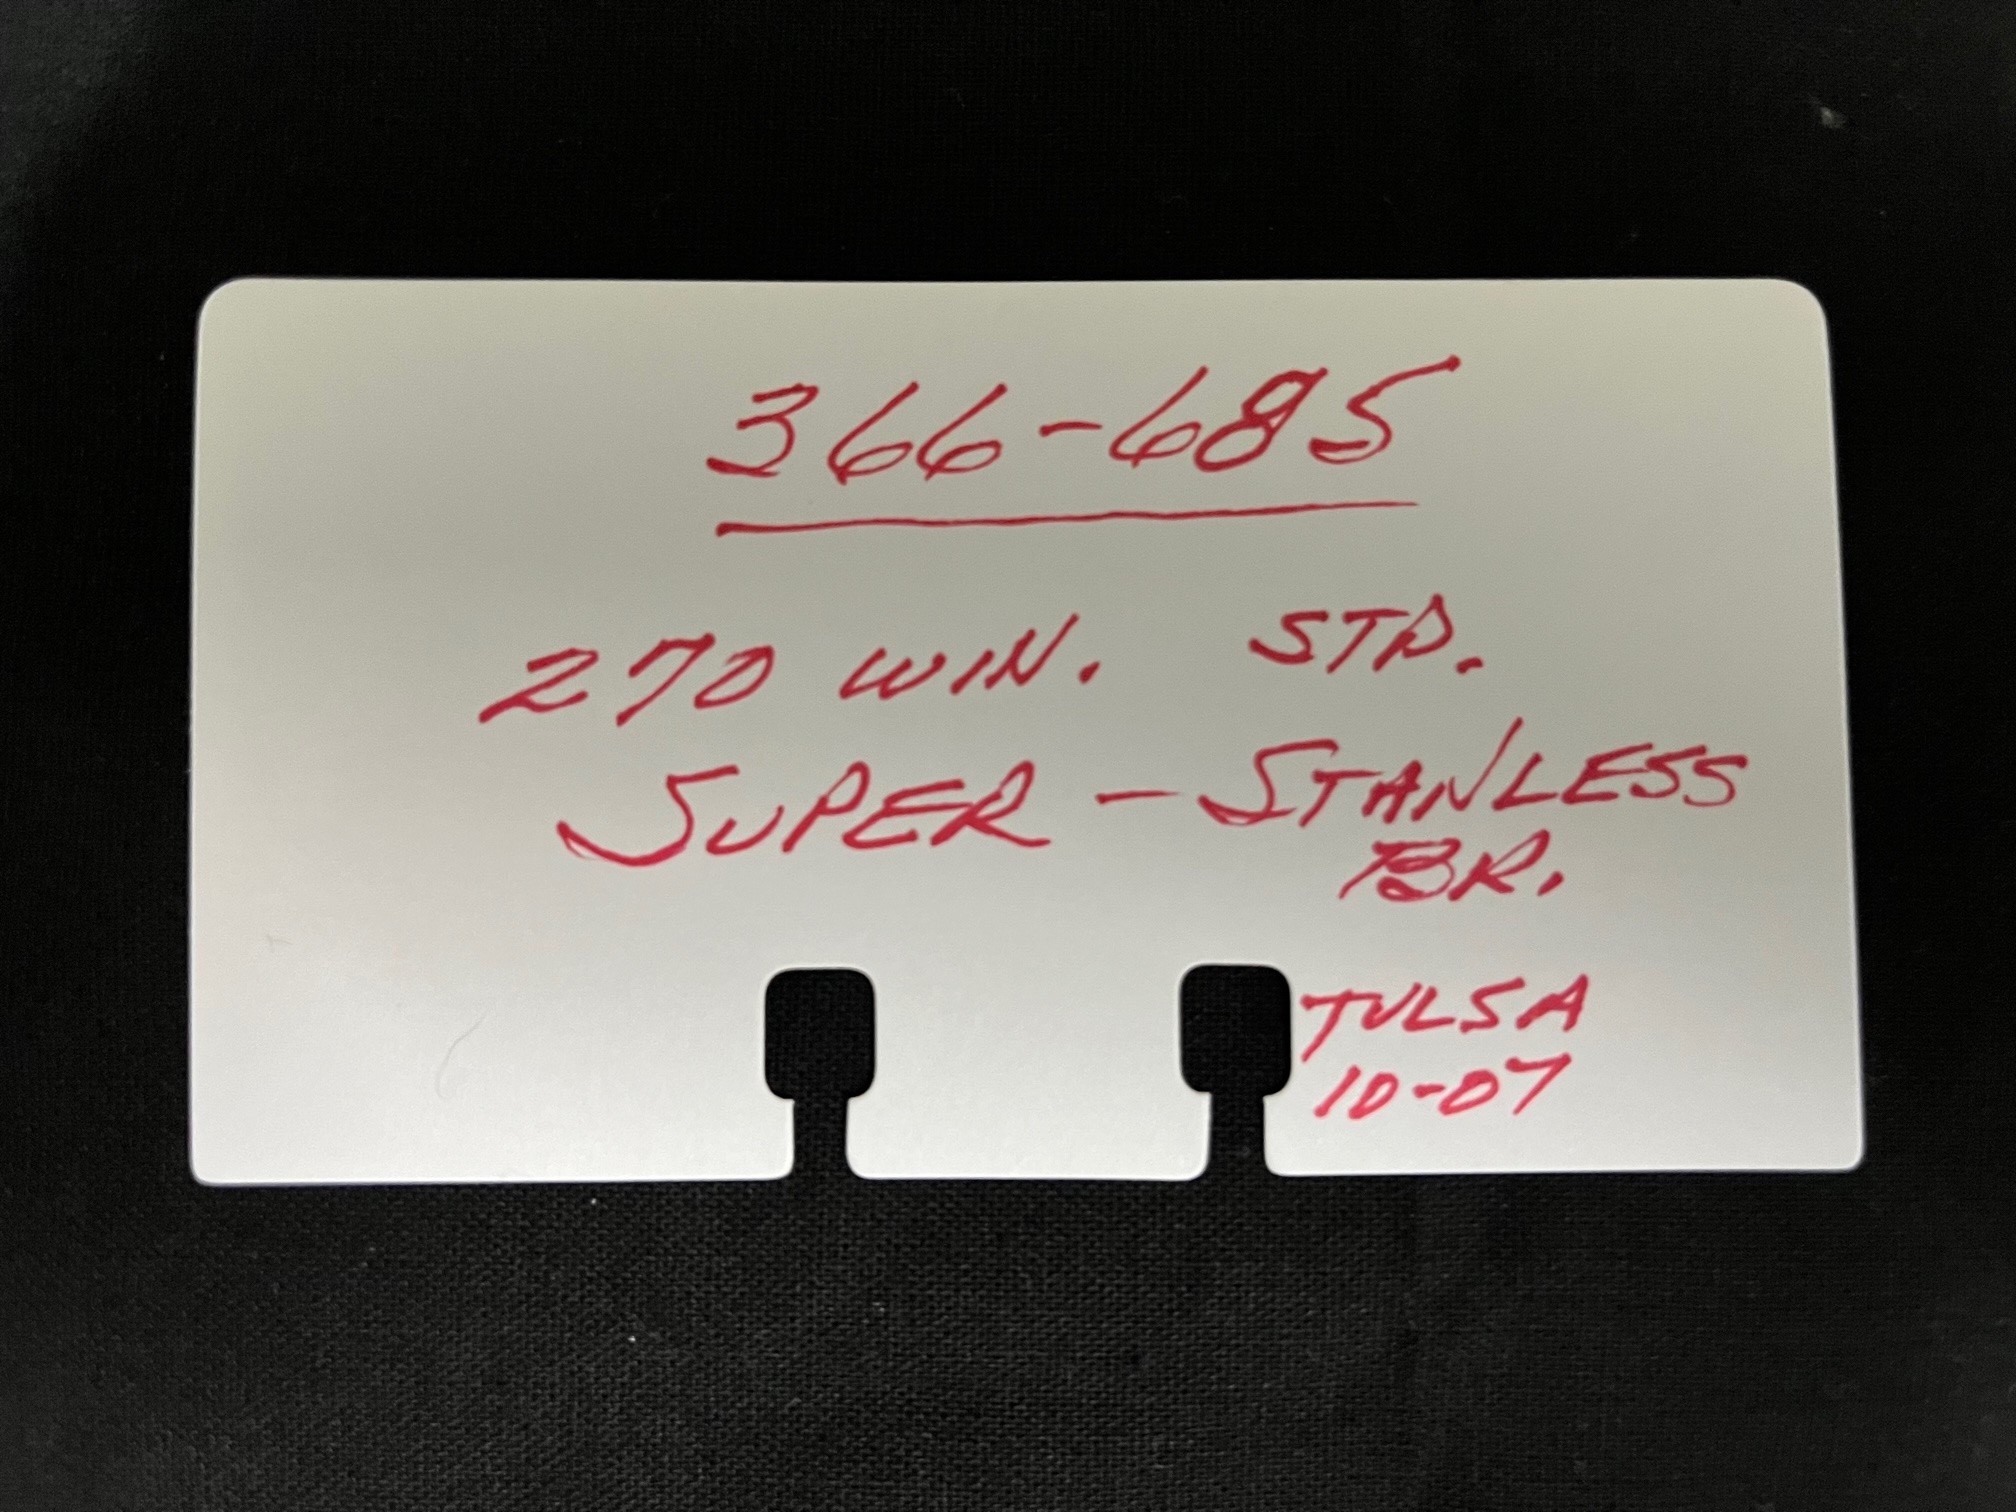 366-685
270 WIN. STD.
SUPER - STANLESS
BR.
TULSA
10-07